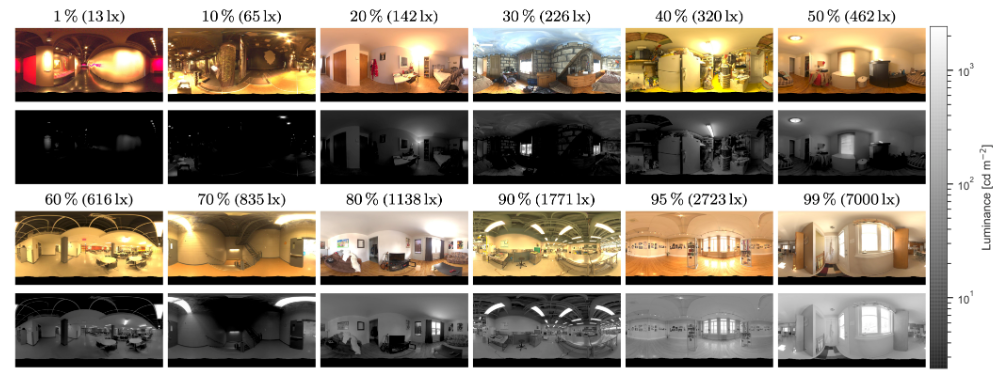 1 % (13 lx) 10 % (65 lx) 20 % (142 lx) 30 % (226 lx) 40 % (320 lx) 50 % (462 lx)
60 % (616 lx) 70 % (835 lx) 80 % (1138 lx) 90 % (1771 lx) 95 % (2723 lx) 99 % (7000 lx)
10³
10²
10¹
Luminance [cd m⁻²]